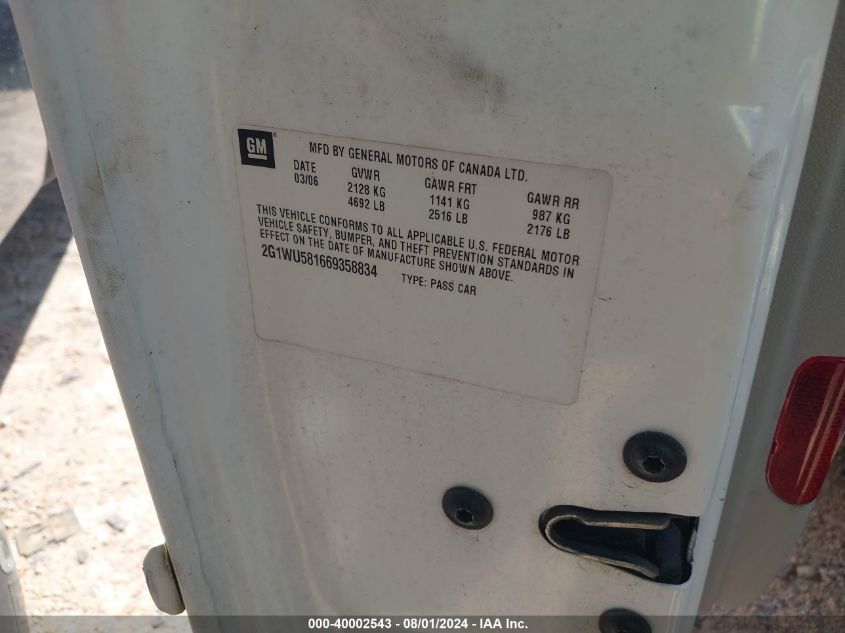 GM
MFD BY GENERAL MOTORS OF CANADA LTD.
DATE GVWR GAWR FRT GAWR RR
03/06 2128 KG 1141 KG 987 KG
4692 LB 2516 LB 2176 LB
THIS VEHICLE CONFORMS TO ALL APPLICABLE U.S. FEDERAL MOTOR
VEHICLE SAFETY, BUMPER, AND THEFT PREVENTION STANDARDS IN
EFFECT ON THE DATE OF MANUFACTURE SHOWN ABOVE.
2G1WU581669358834 TYPE: PASS CAR
000-40002543 - 08/01/2024 - IAA Inc.